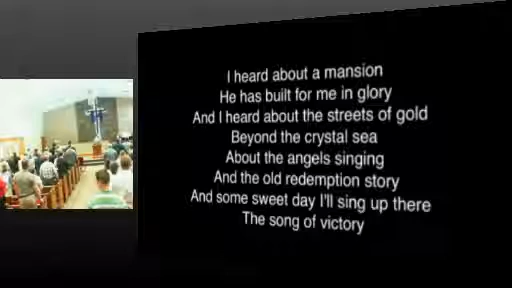 I heard about a mansion
He has built for me in glory
And I heard about the streets of gold
Beyond the crystal sea
About the angels singing
And the old redemption story
And some sweet day I'll sing up there
The song of victory